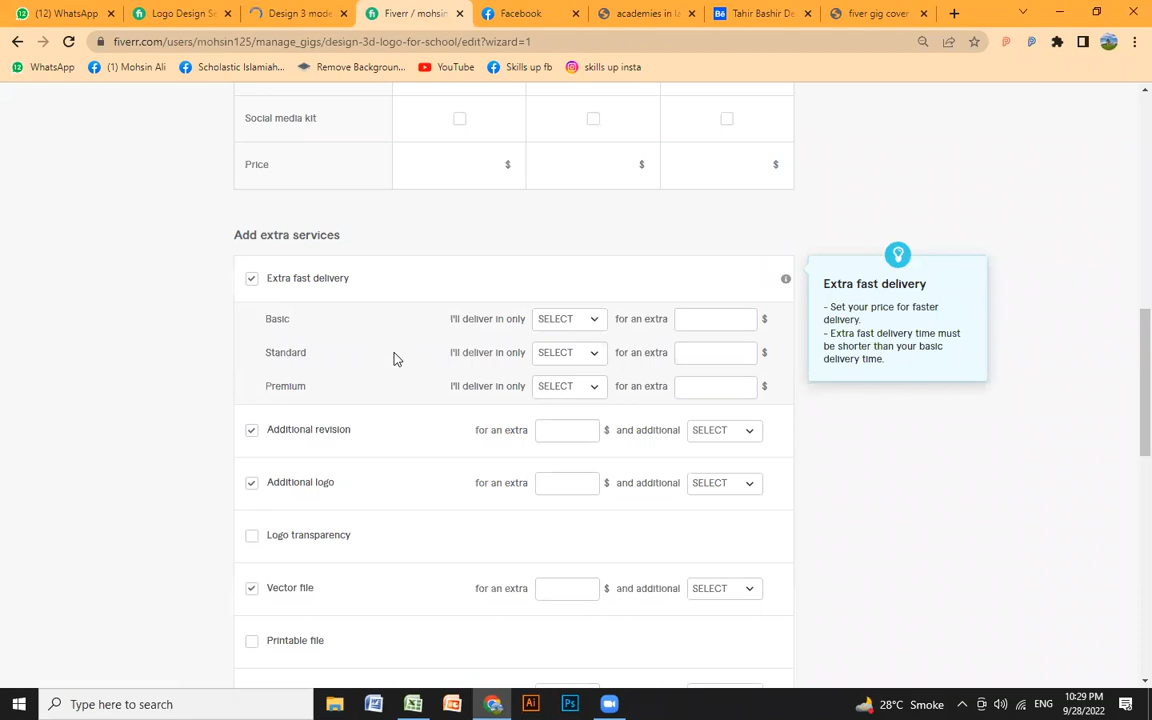 (12) WhatsApp
Logo Design Se
Design 3 mode
Fiverr / mohsin
Facebook
academies in la
Tahir Bashir De
fiver gig cover
fiverr.com/users/mohsin125/manage_gigs/design-3d-logo-for-school/edit?wizard=1
WhatsApp
(1) Mohsin Ali
Scholastic Islamiah...
Remove Backgroun...
YouTube
Skills up fb
skills up insta
Social media kit
Price
$
$
$
Add extra services
Extra fast delivery
Basic
I'll deliver in only
SELECT
for an extra
$
Standard
I'll deliver in only
SELECT
for an extra
$
Premium
I'll deliver in only
SELECT
for an extra
$
Additional revision
for an extra
$ and additional
SELECT
Additional logo
for an extra
$ and additional
SELECT
Logo transparency
Vector file
for an extra
$ and additional
SELECT
Printable file
Extra fast delivery
- Set your price for faster
delivery.
- Extra fast delivery time must
be shorter than your basic
delivery time.
Type here to search
28°C Smoke
ENG
10:29 PM
9/28/2022